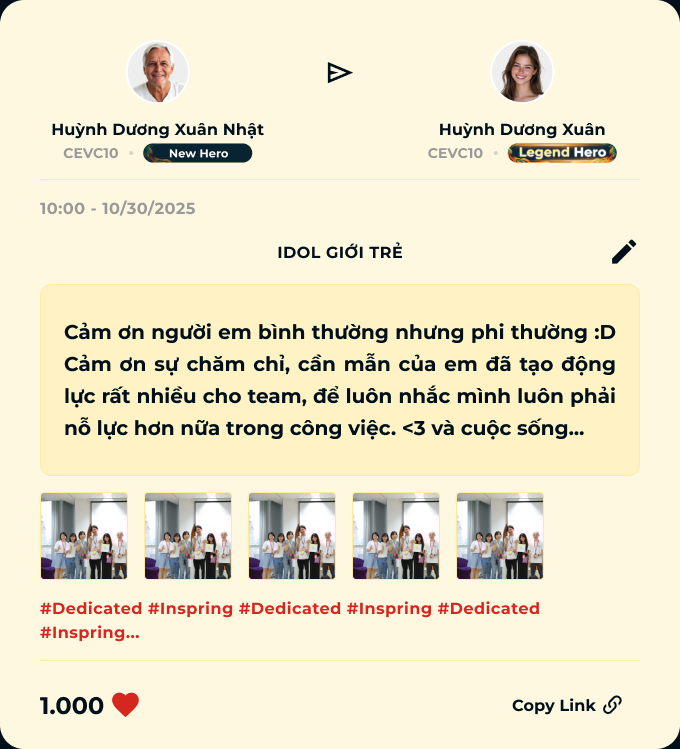 Huỳnh Dương Xuân Nhật
Huỳnh Dương Xuân
CEVC10 • New Hero
CEVC10 • Legend Hero
10:00 - 10/30/2025
IDOL GIỚI TRẺ
Cảm ơn người em bình thường nhưng phi thường :D
Cảm ơn sự chăm chỉ, cần mẫn của em đã tạo động
lực rất nhiều cho team, để luôn nhắc mình luôn phải
nỗ lực hơn nữa trong công việc. <3 và cuộc sống...
#Dedicated #Inspring #Dedicated #Inspring #Dedicated
#Inspring...
1.000
Copy Link